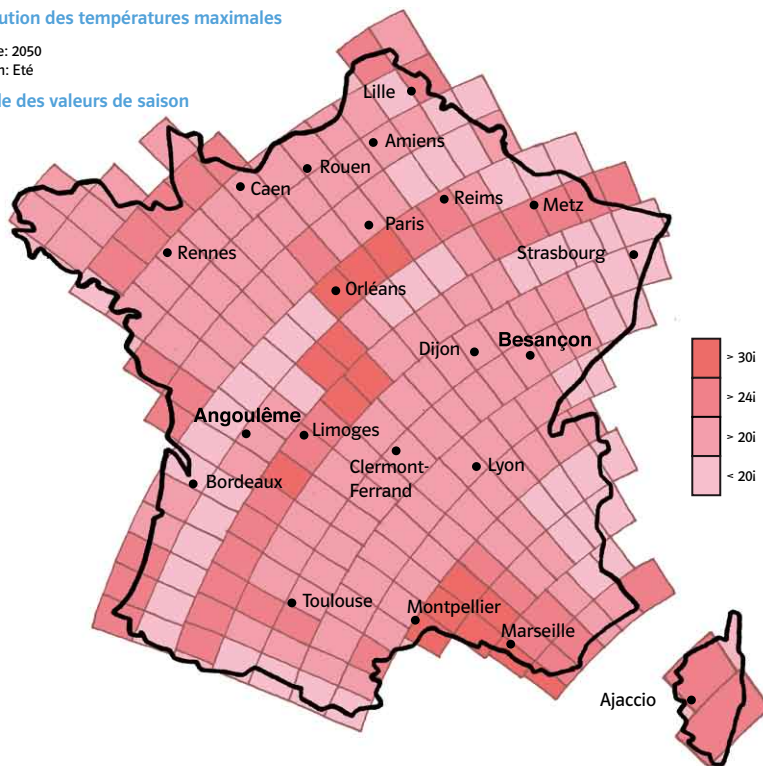 ution des températures maximales
e: 2050
n: Eté
le des valeurs de saison
Lille
Amiens
Rouen
Caen
Reims
Metz
Paris
Rennes
Strasbourg
Orléans
Dijon
Besançon
Angoulême
Limoges
Clermont-
Ferrand
Lyon
Bordeaux
Toulouse
Montpellier
Marseille
Ajaccio
> 30i
> 24i
> 20i
< 20i